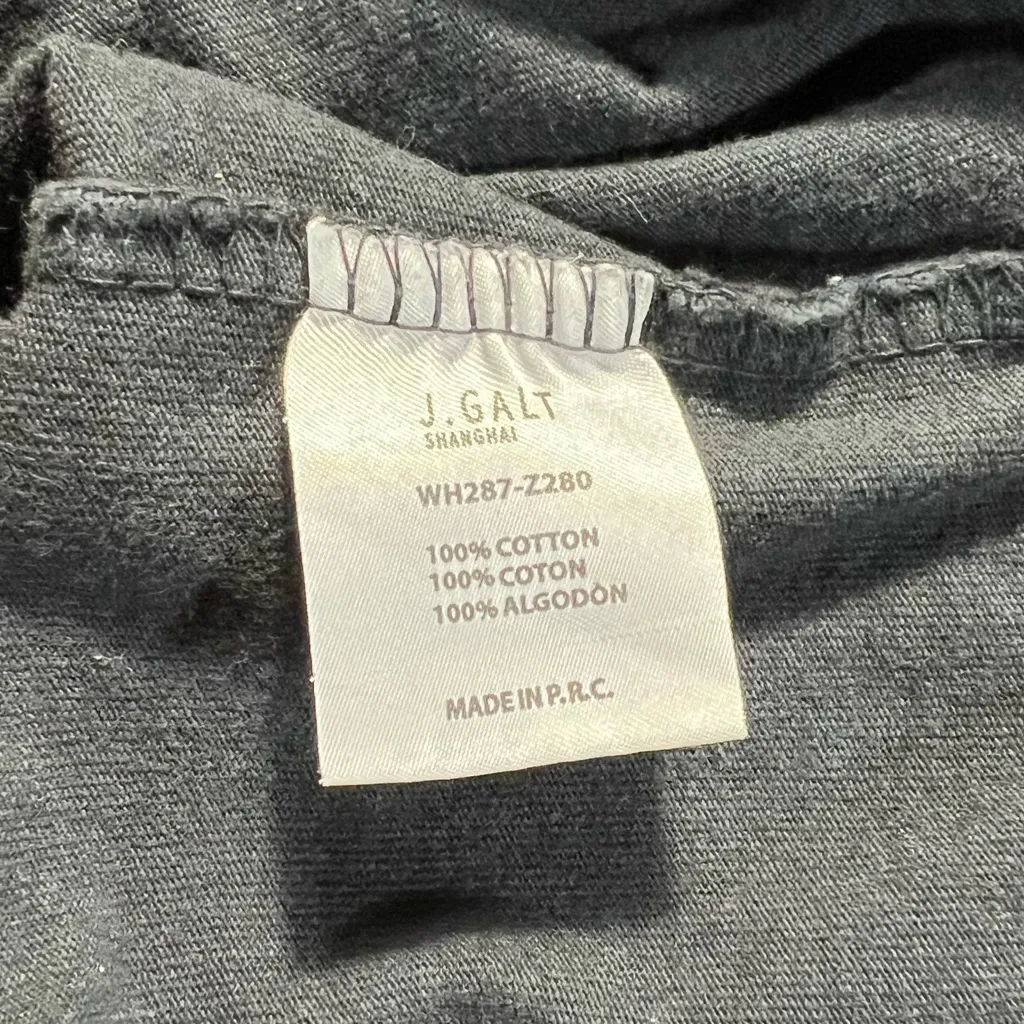 J.GALT
SHANGHAI
WH287-Z280
100% COTTON
100% COTON
100% ALGODÒN
MADE IN P.R.C.